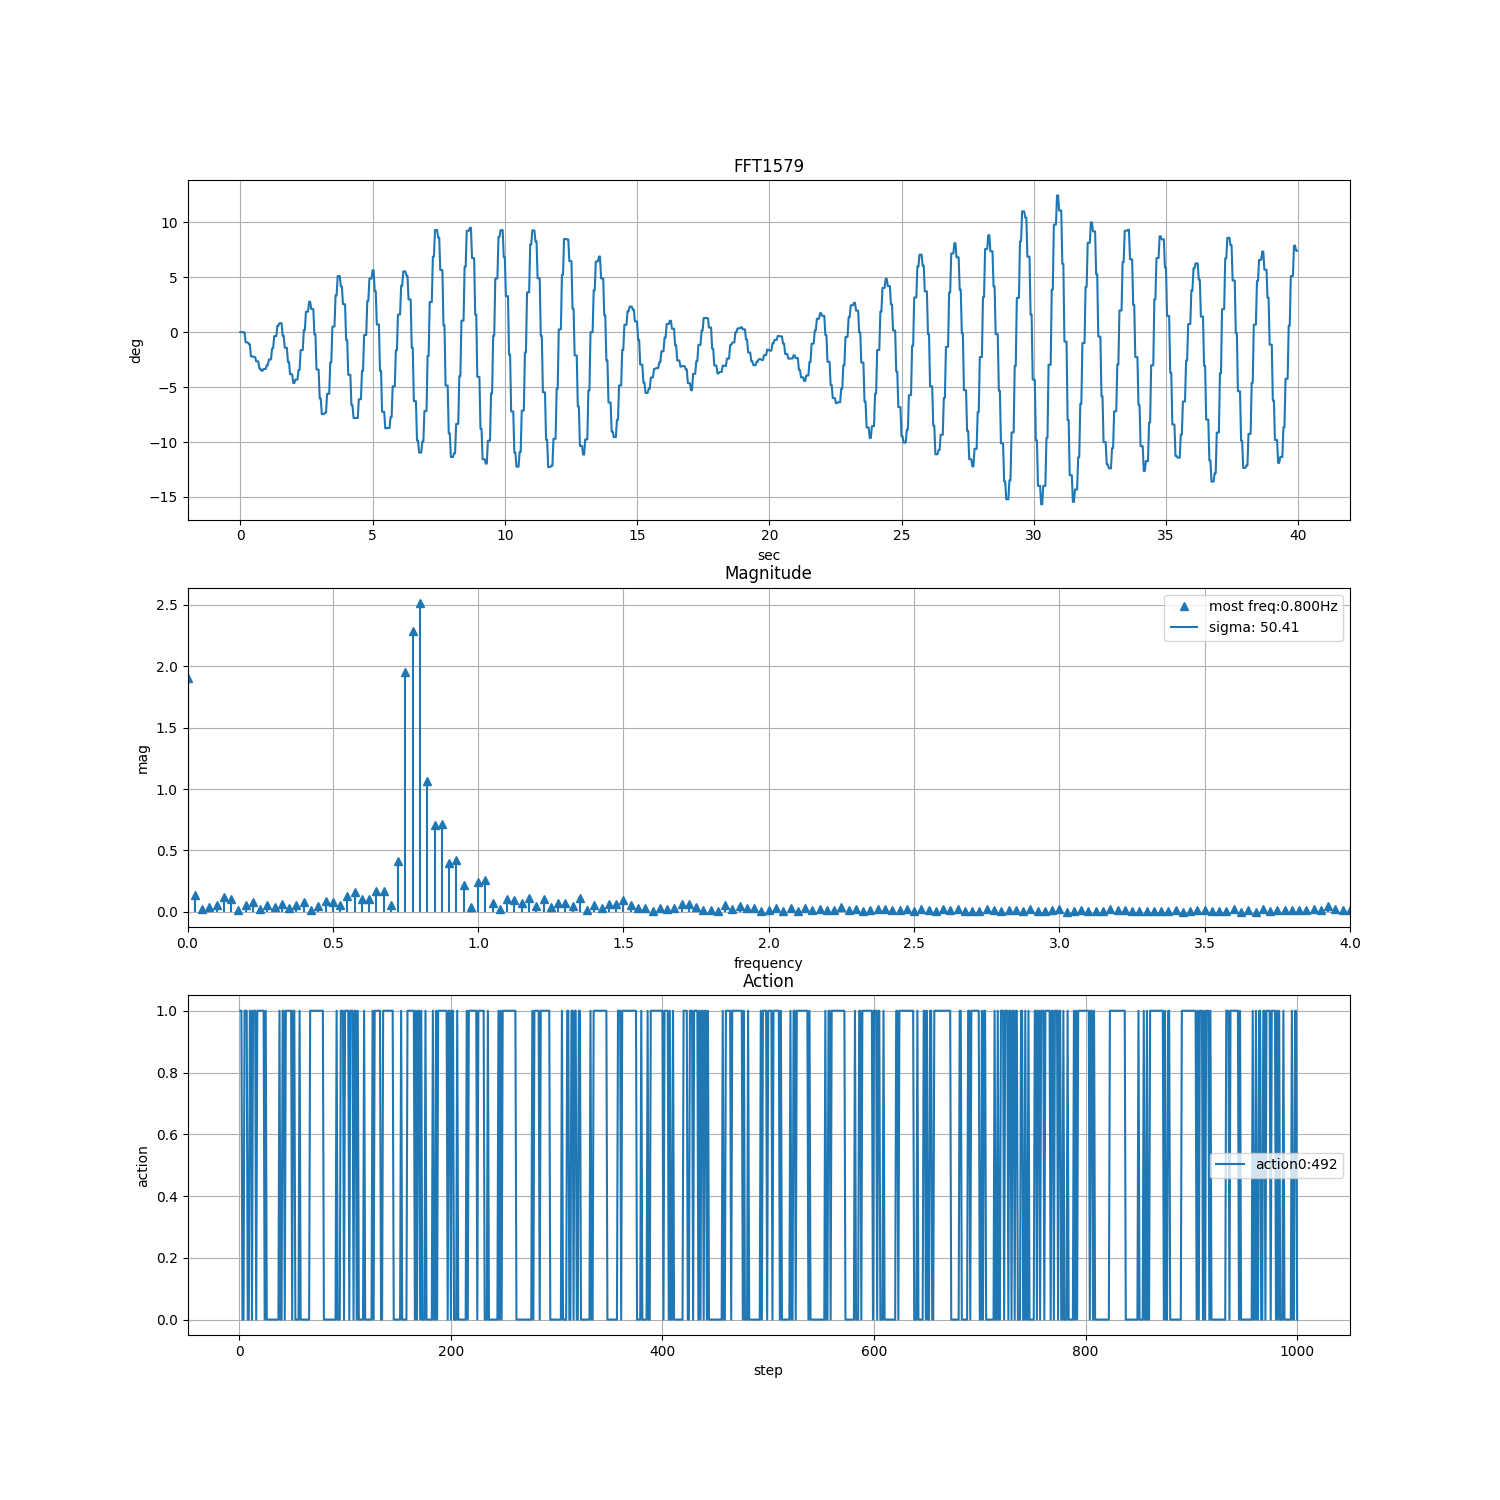 FFT1579
deg
10
5
0
−5
−10
−15
0 5 10 15 20 25 30 35 40
sec
Magnitude
mag
2.5
2.0
1.5
1.0
0.5
0.0
most freq:0.800Hz
sigma: 50.41
0.0 0.5 1.0 1.5 2.0 2.5 3.0 3.5 4.0
frequency
Action
action
1.0
0.8
0.6
0.4
0.2
0.0
action0:492
0 200 400 600 800 1000
step